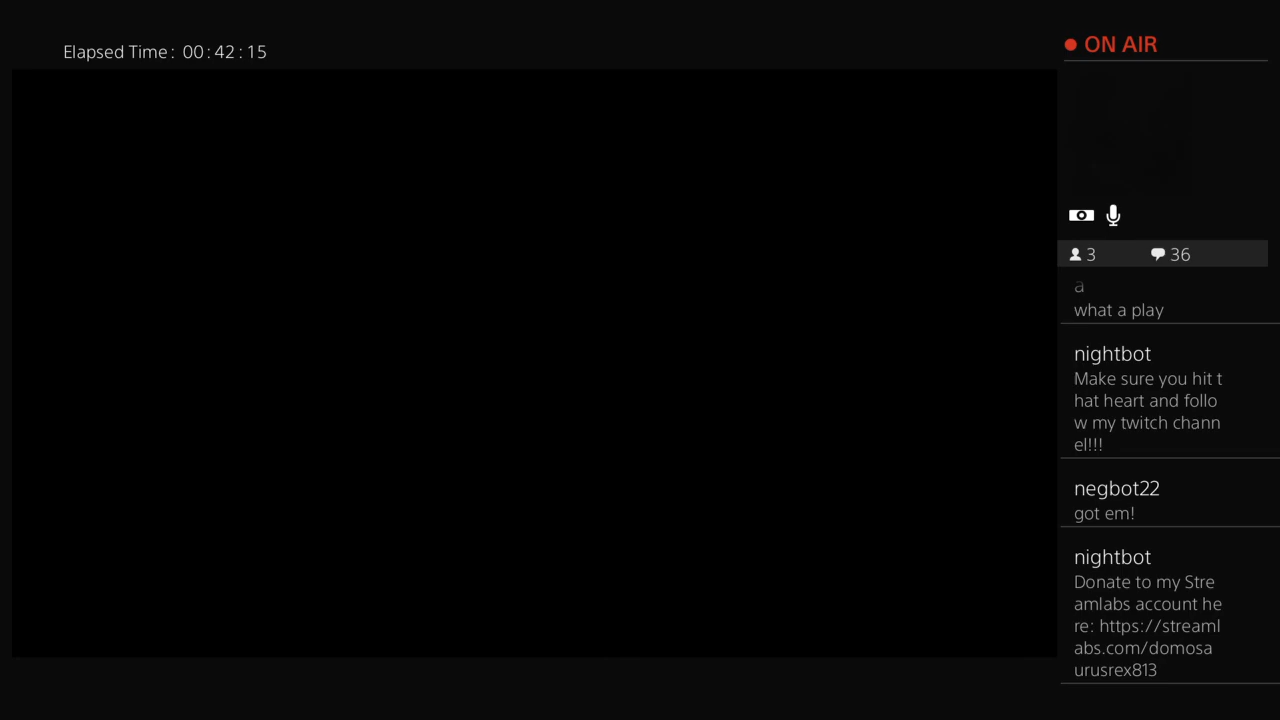 Elapsed Time: 00:42:15
ON AIR
3 36
a
what a play
nightbot
Make sure you hit t
hat heart and follo
w my twitch chann
el!!!
negbot22
got em!
nightbot
Donate to my Stre
amlabs account he
re: https://streaml
abs.com/domosa
urusrex813